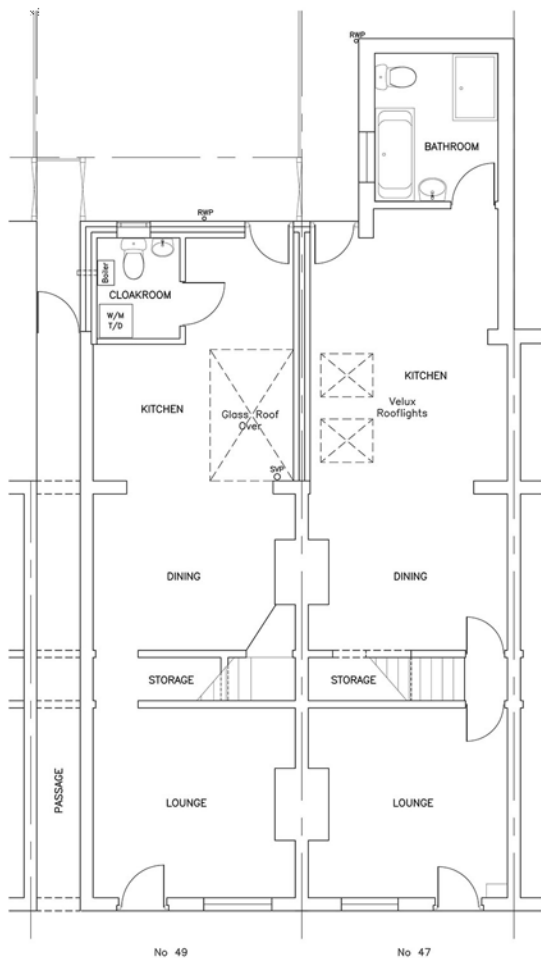 RWP
BATHROOM
RWP
Boiler
CLOAKROOM
W/M
T/D
KITCHEN
Glass Roof
Over
SVP
KITCHEN
Velux
Rooflights
DINING
DINING
STORAGE
STORAGE
PASSAGE
LOUNGE
LOUNGE
No 49
No 47